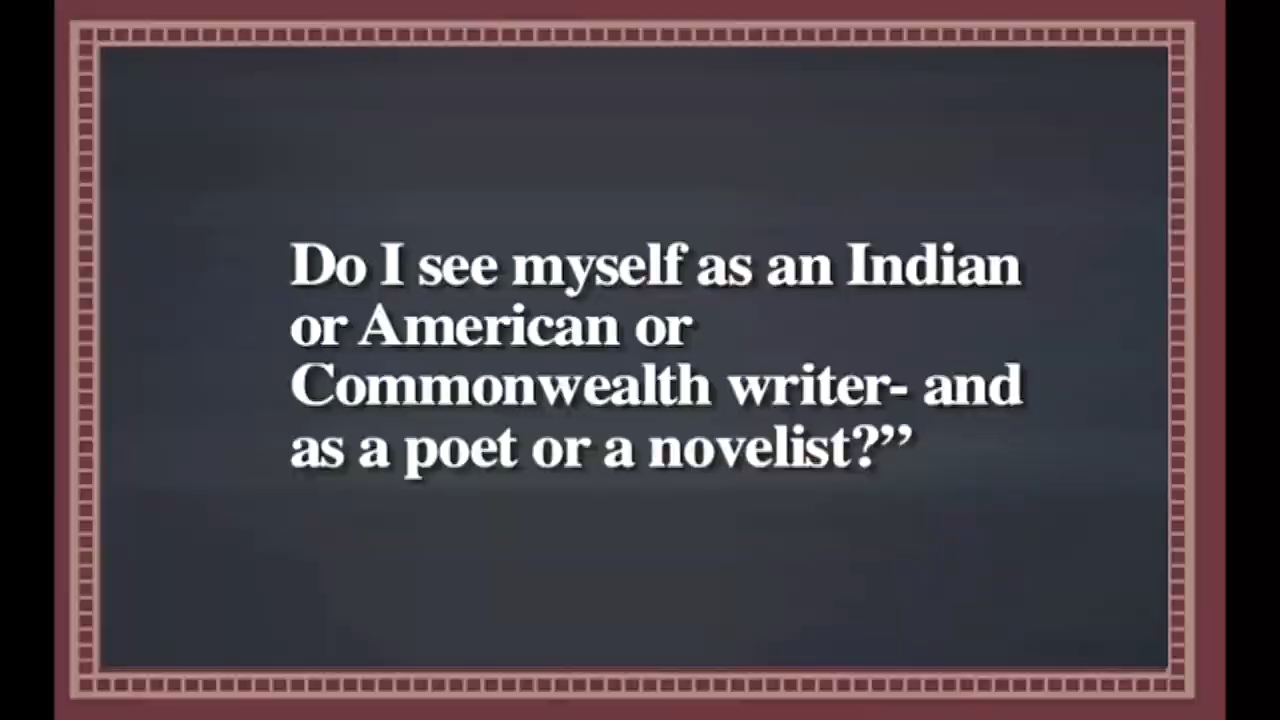 Do I see myself as an Indian
or American or
Commonwealth writer- and
as a poet or a novelist?”